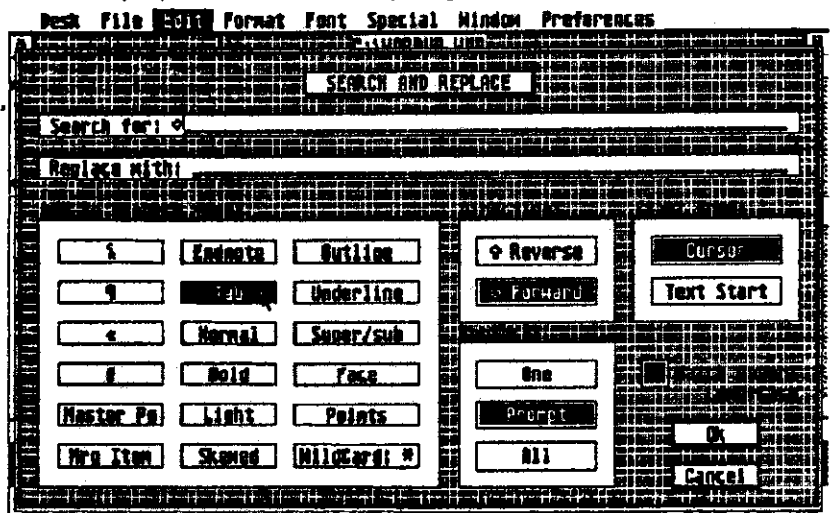 Desk File Edit Format Font Special Window Preferences
SEARCH AND REPLACE
Search for:
Replace with:
§ Endnote Outline Reverse Cursor
¶ Tab Underline Forward Text Start
Normal Super/sub
# Bold Face One
Master Pg Light Points Prompt
Mrg Item Skewed WildCard: * All
Ok
Cancel